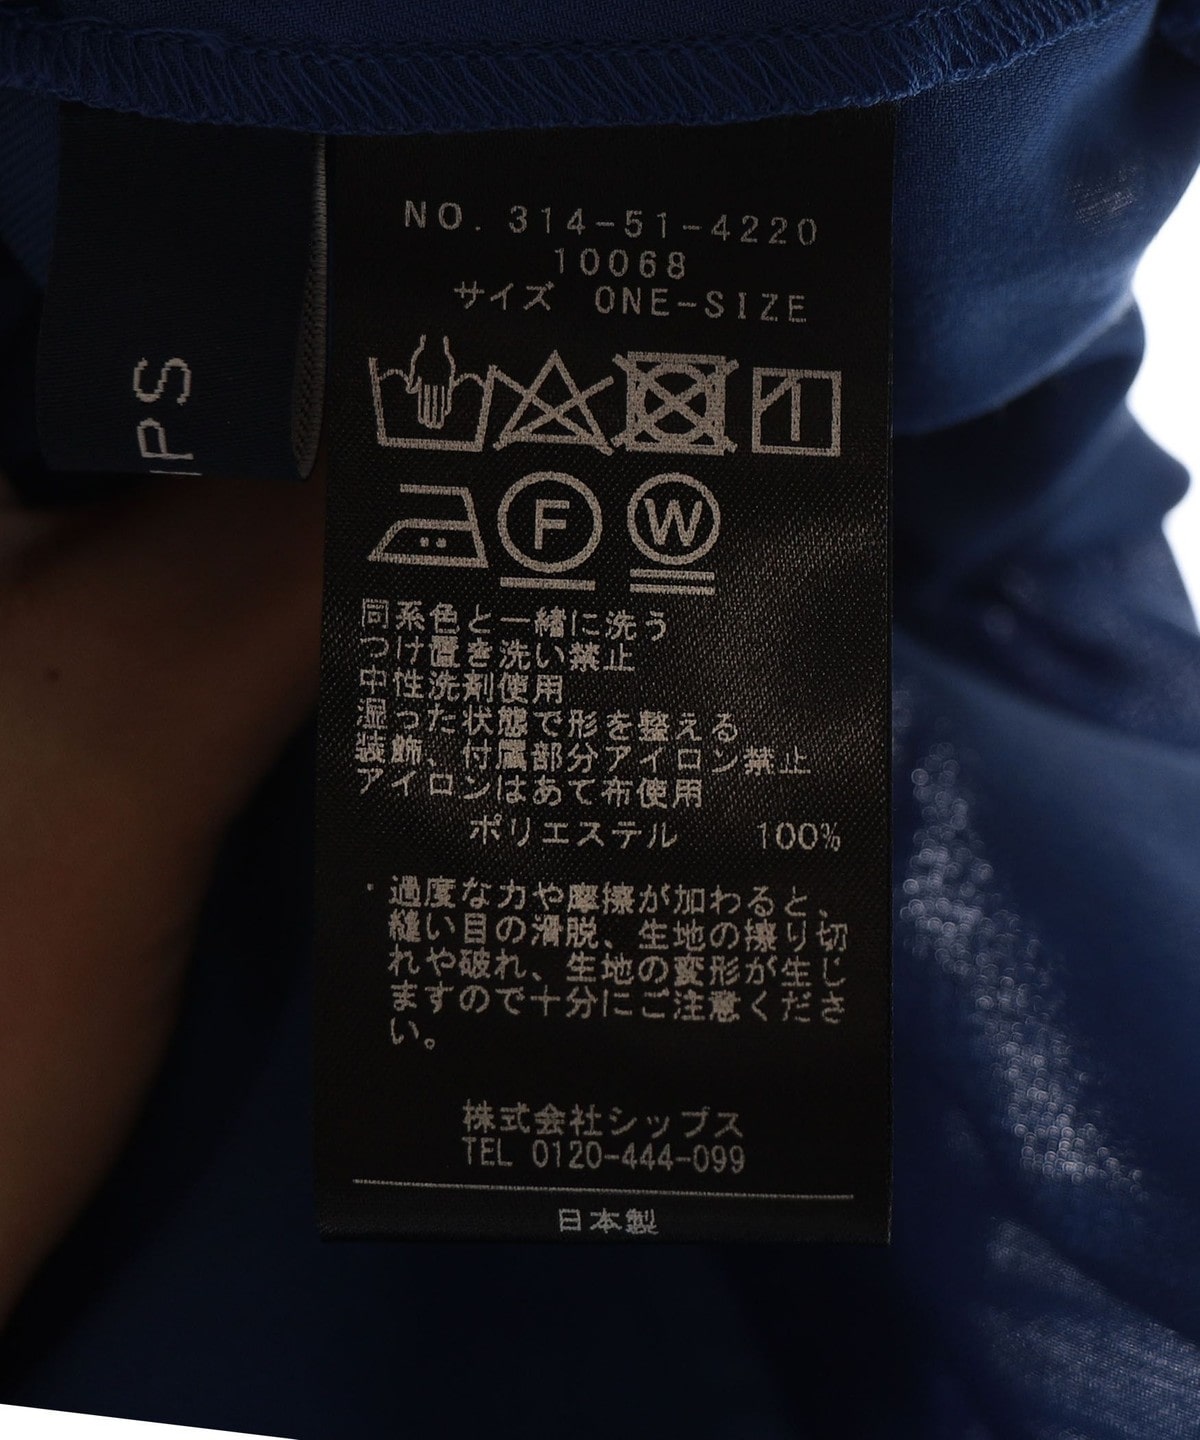 NO. 314-51-4220
10068
サイズ ONE-SIZE
F
W
同系色と一緒に洗う
つけ置き洗い禁止
中性洗剤使用
湿った状態で形を整える
装飾、付属部分アイロン禁止
アイロンはあて布使用
ポリエステル 100%
・過度な力や摩擦が加わると、
縫い目の滑脱、生地の擦り切
れや破れ、生地の変形が生じ
ますので十分にご注意くださ
い。
株式会社シップス
TEL 0120-444-099
日本製
IPS